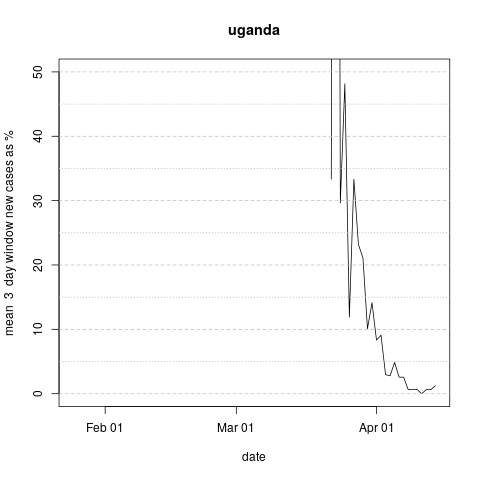 uganda
mean 3 day window new cases as %
50
40
30
20
10
0
Feb 01
Mar 01
Apr 01
date